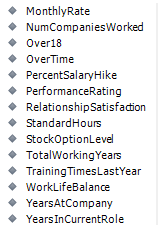 MonthlyRate
NumCompaniesWorked
Over18
OverTime
PercentSalaryHike
PerformanceRating
RelationshipSatisfaction
StandardHours
StockOptionLevel
TotalWorkingYears
TrainingTimesLastYear
WorkLifeBalance
YearsAtCompany
YearsInCurrentRole